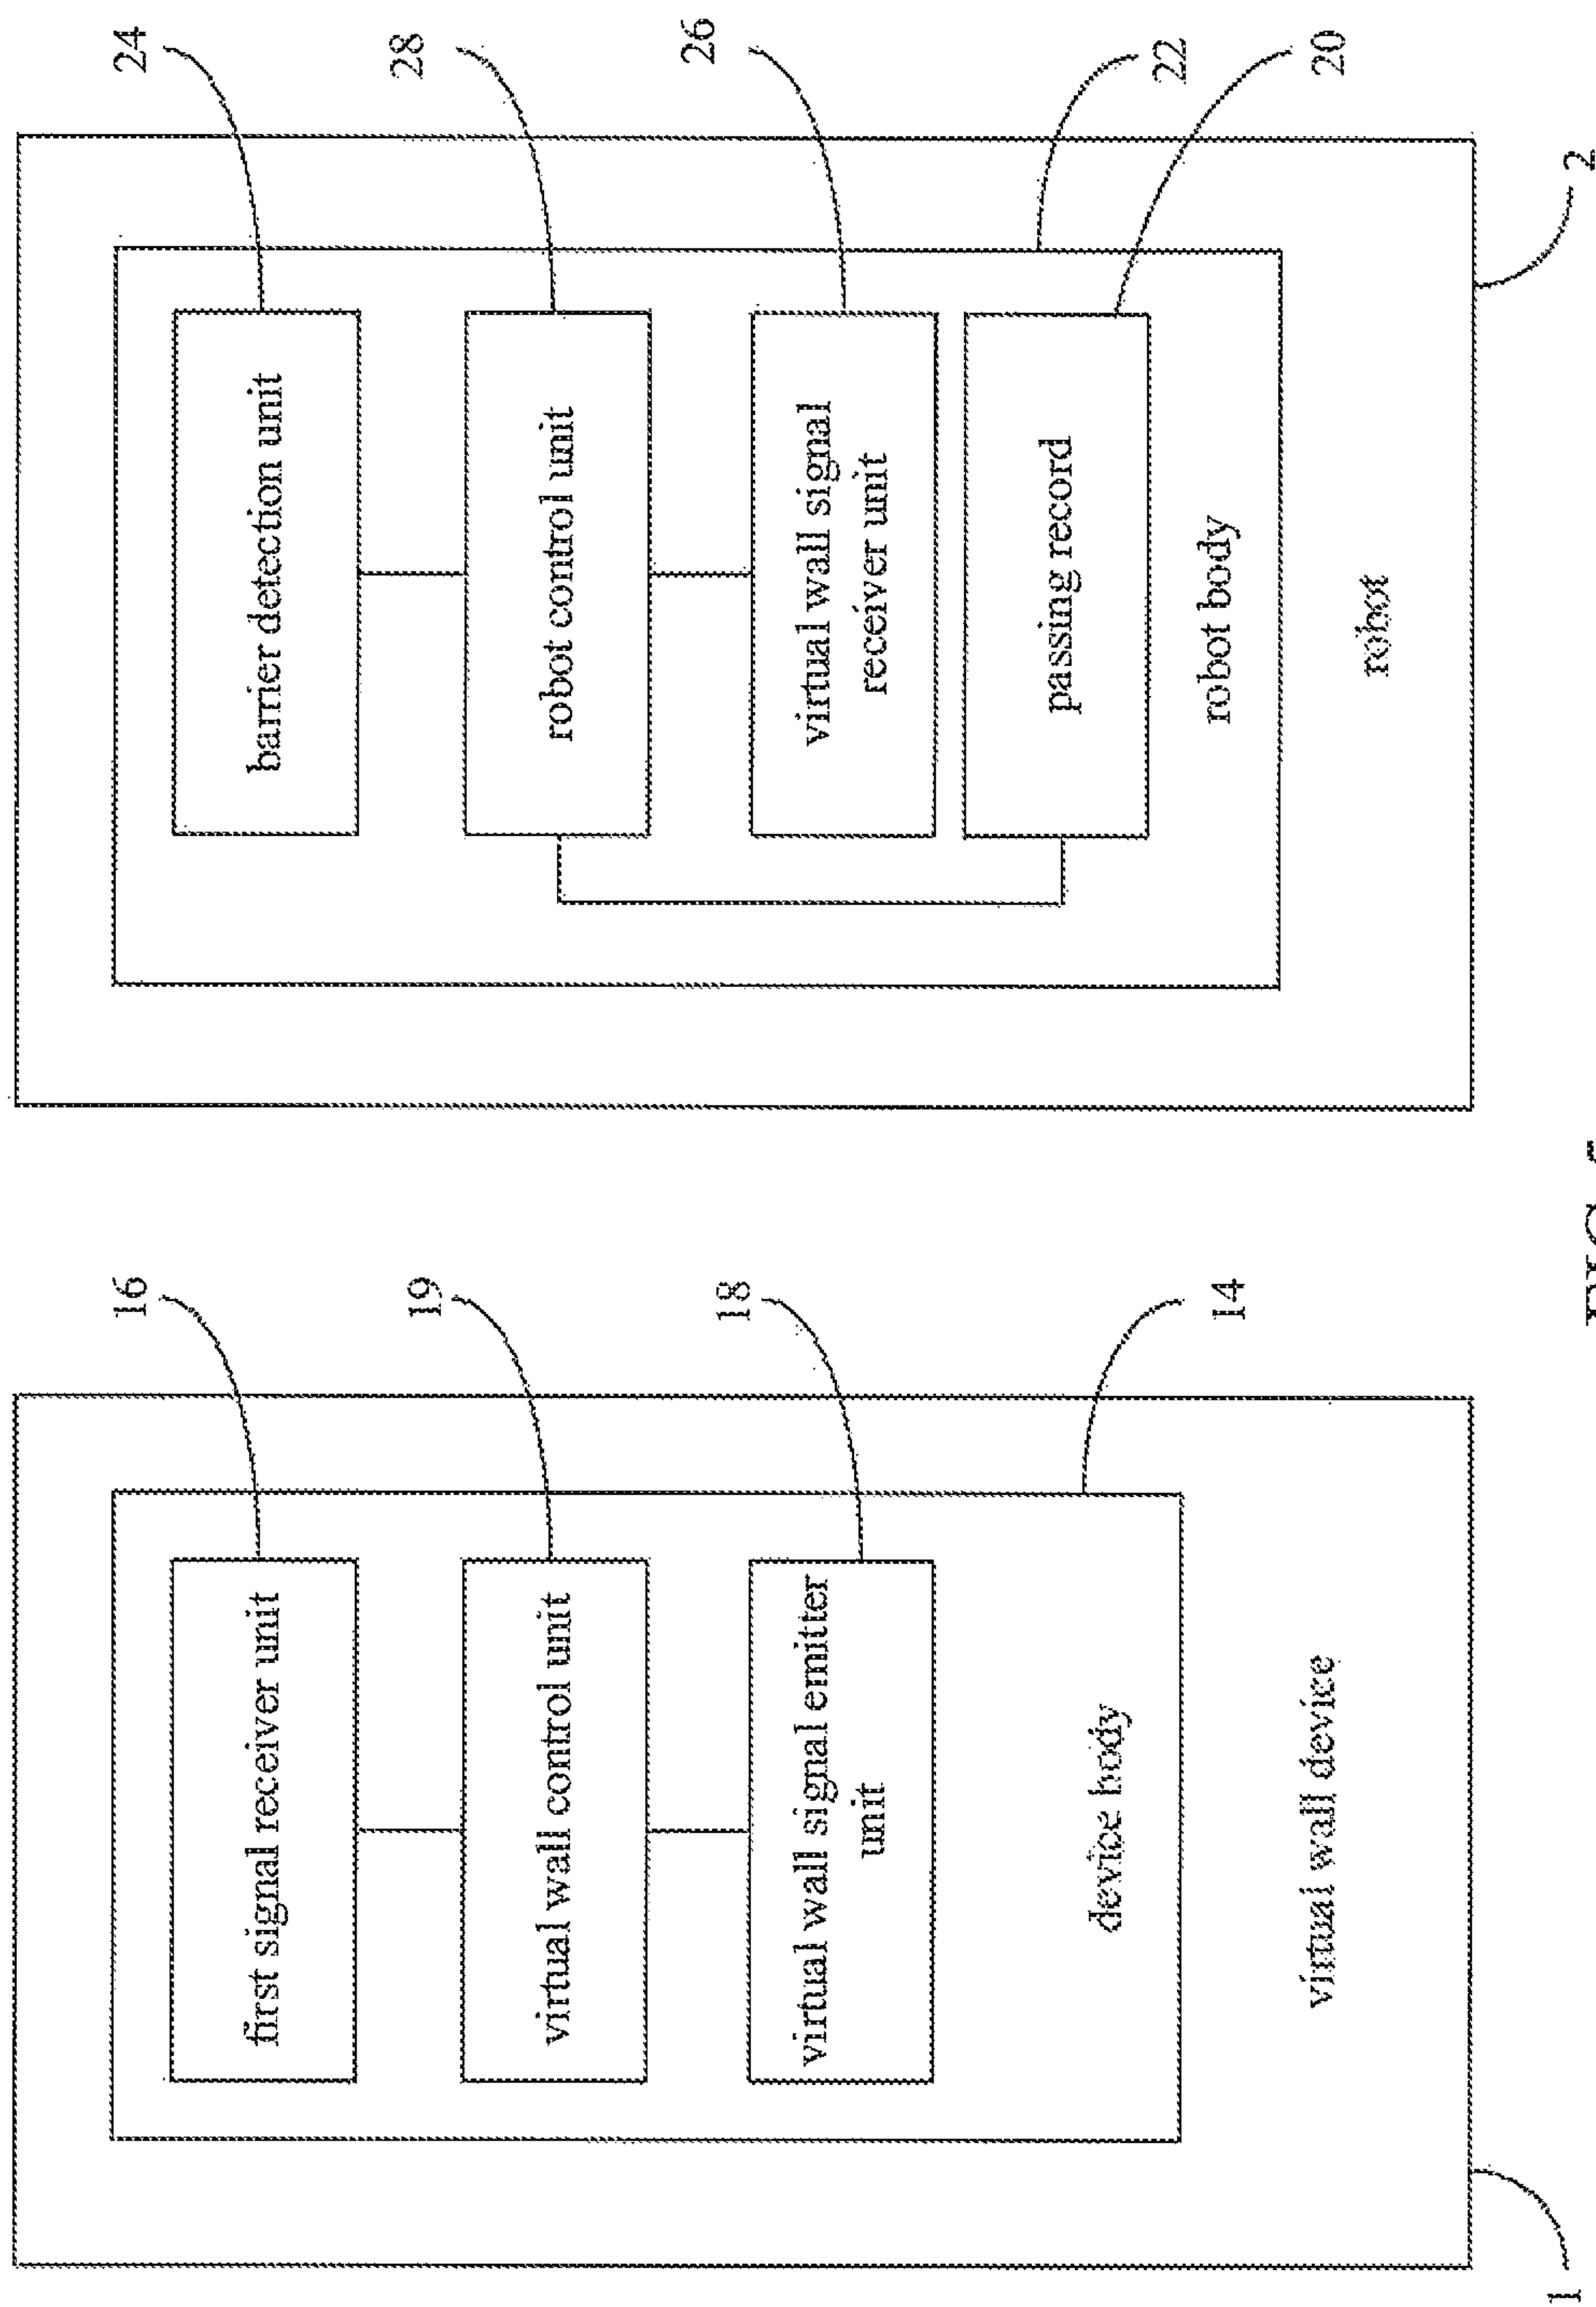 16
first signal receiver unit
19
virtual wall control unit
18
virtual wall signal emitter
unit
14
device body
virtual wall device
1
24
barrier detection unit
28
robot control unit
26
virtual wall signal
receiver unit
22
20
passing record
robot body
robot
2